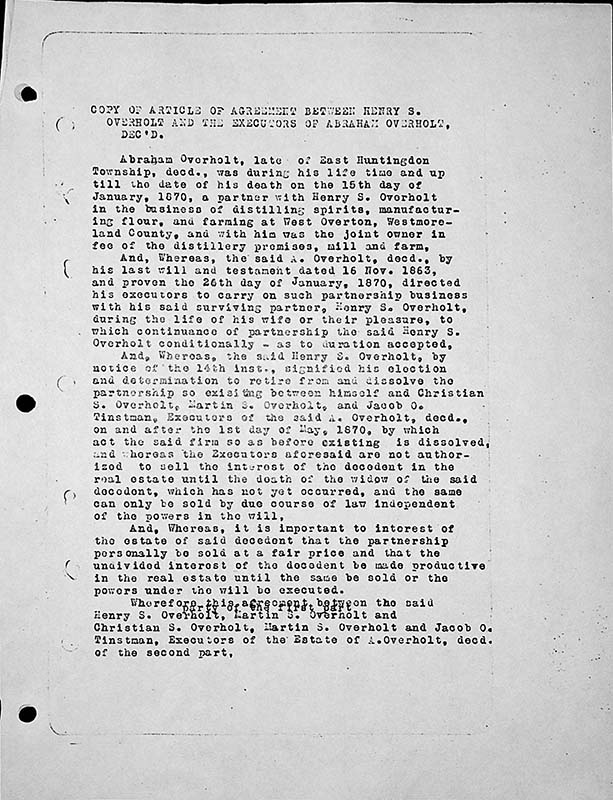 COPY OF ARTICLE OF AGREEMENT BETWEEN HENRY S.
OVERHOLT AND THE EXECUTORS OF ABRAHAM OVERHOLT,
DEC'D.
Abraham Overholt, late of East Huntingdon
Township, decd., was during his life time and up
till the date of his death on the 15th day of
January, 1870, a partner with Henry S. Overholt
in the business of distilling spirits, manufactur-
ing flour, and farming at West Overton, Westmore-
land County, and with him was the joint owner in
fee of the distillery premises, mill and farm,
And, Whereas, the said A. Overholt, decd., by
his last will and testament dated 16 Nov. 1863,
and proven the 26th day of January, 1870, directed
his executors to carry on such partnership business
with his said surviving partner, Henry S. Overholt,
during the life of his wife or their pleasure, to
which continuance of partnership the said Henry S.
Overholt conditionally - as to duration accepted,
And, Whereas, the said Henry S. Overholt, by
notice of the 14th inst., signified his election
and determination to retire from and dissolve the
partnership so existing between himself and Christian
S. Overholt, Martin S. Overholt, and Jacob O.
Tinstman, Executors of the said A. Overholt, decd.,
on and after the 1st day of May, 1870, by which
act the said firm so as before existing is dissolved,
and whereas the Executors aforesaid are not author-
ized to sell the interest of the decedent in the
real estate until the death of the widow of the said
decedent, which has not yet occurred, and the same
can only be sold by due course of law independent
of the powers in the will,
And, Whereas, it is important to interest of
the estate of said decedent that the partnership
personally be sold at a fair price and that the
unaivided interest of the decedent be made productive
in the real estate until the same be sold or the
powers under the will be executed.
Wherefore this agreement between the said
party of the first part,
Henry S. Overholt, Martin S. Overholt and
Christian S. Overholt, Martin S. Overholt and Jacob O.
Tinstman, Executors of the Estate of A.Overholt, decd.
of the second part,